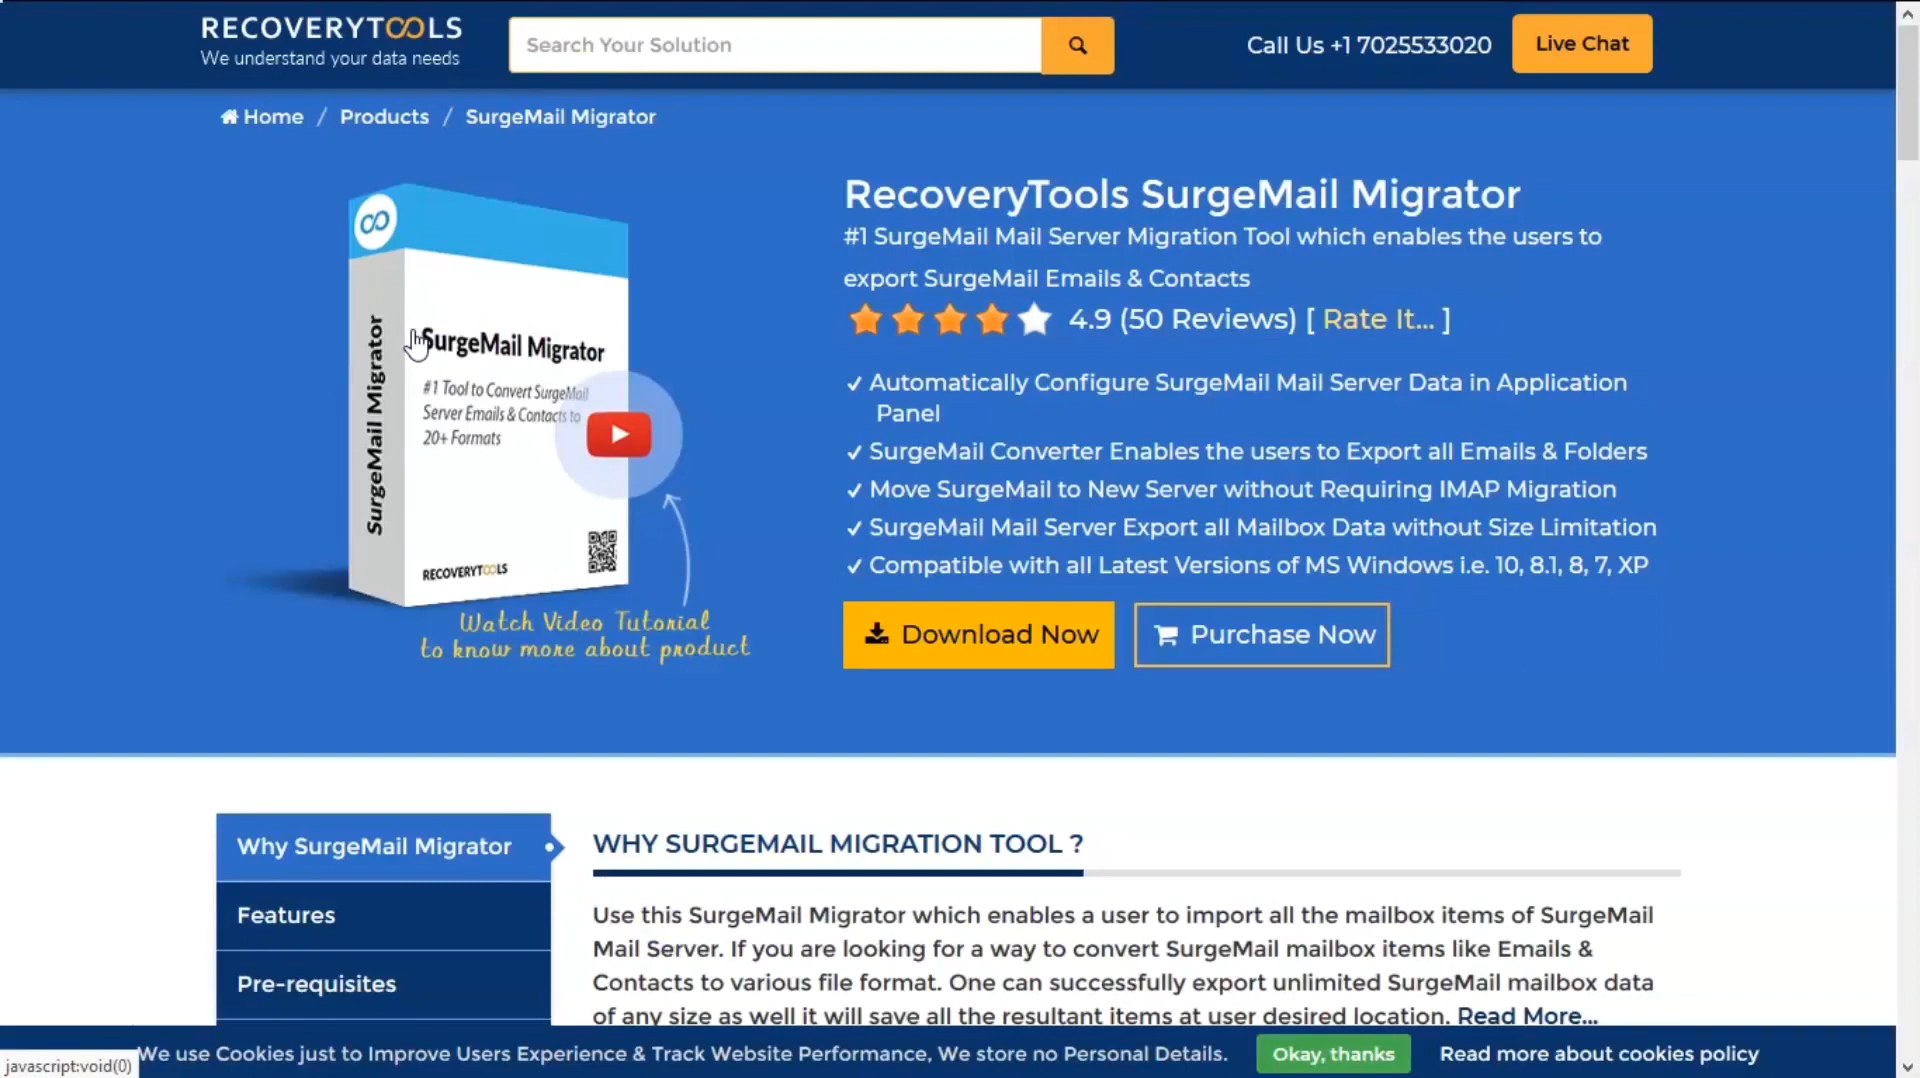 RECOVERYTOOLS
We understand your data needs
Search Your Solution
Call Us +1 7025533020
Live Chat
Home / Products / SurgeMail Migrator
SurgeMail Migrator
SurgeMail Migrator
#1 Tool to Convert SurgeMail
Server Emails & Contacts to
20+ Formats
RECOVERYTOOLS
Watch Video Tutorial
to know more about product
RecoveryTools SurgeMail Migrator
#1 SurgeMail Mail Server Migration Tool which enables the users to
export SurgeMail Emails & Contacts
4.9 (50 Reviews) [ Rate It... ]
✓ Automatically Configure SurgeMail Mail Server Data in Application
Panel
✓ SurgeMail Converter Enables the users to Export all Emails & Folders
✓ Move SurgeMail to New Server without Requiring IMAP Migration
✓ SurgeMail Mail Server Export all Mailbox Data without Size Limitation
✓ Compatible with all Latest Versions of MS Windows i.e. 10, 8.1, 8, 7, XP
Download Now
Purchase Now
Why SurgeMail Migrator
Features
Pre-requisites
WHY SURGEMAIL MIGRATION TOOL ?
Use this SurgeMail Migrator which enables a user to import all the mailbox items of SurgeMail
Mail Server. If you are looking for a way to convert SurgeMail mailbox items like Emails &
Contacts to various file format. One can successfully export unlimited SurgeMail mailbox data
of any size as well it will save all the resultant items at user desired location. Read More...
javascript:void(0)
We use Cookies just to Improve Users Experience & Track Website Performance, We store no Personal Details.
Okay, thanks
Read more about cookies policy